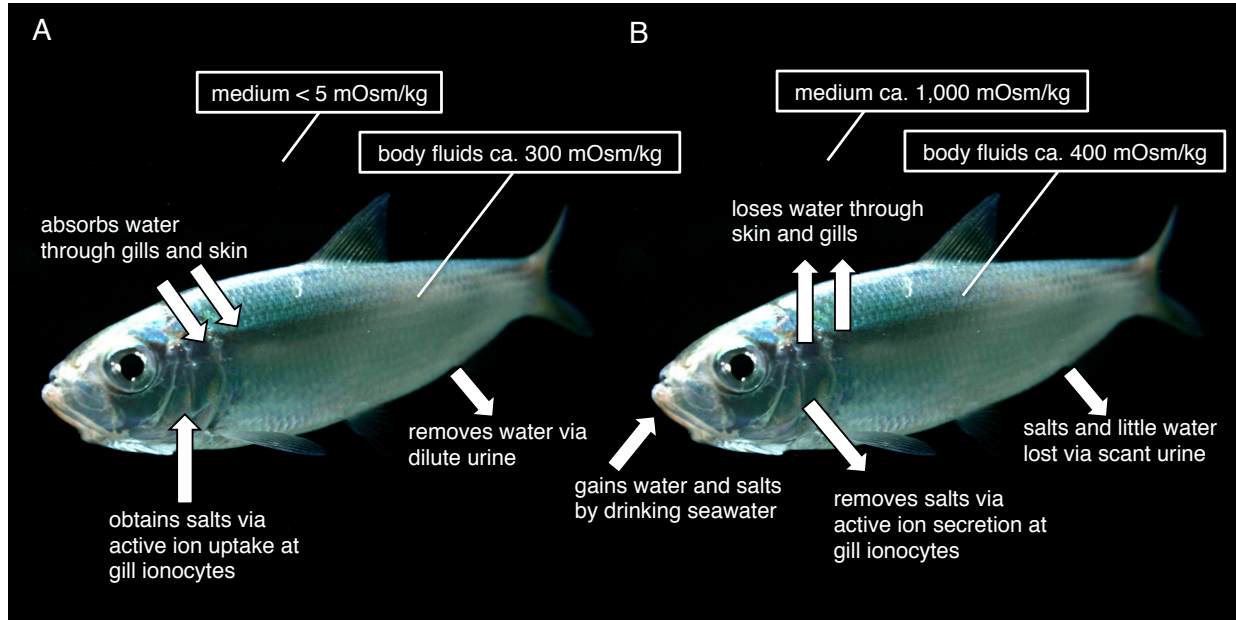 A
medium < 5 mOsm/kg
body fluids ca. 300 mOsm/kg
absorbs water
through gills and skin
removes water via
dilute urine
obtains salts via
active ion uptake at
gill ionocytes
B
medium ca. 1,000 mOsm/kg
body fluids ca. 400 mOsm/kg
loses water through
skin and gills
salts and little water
lost via scant urine
gains water and salts
by drinking seawater
removes salts via
active ion secretion at
gill ionocytes